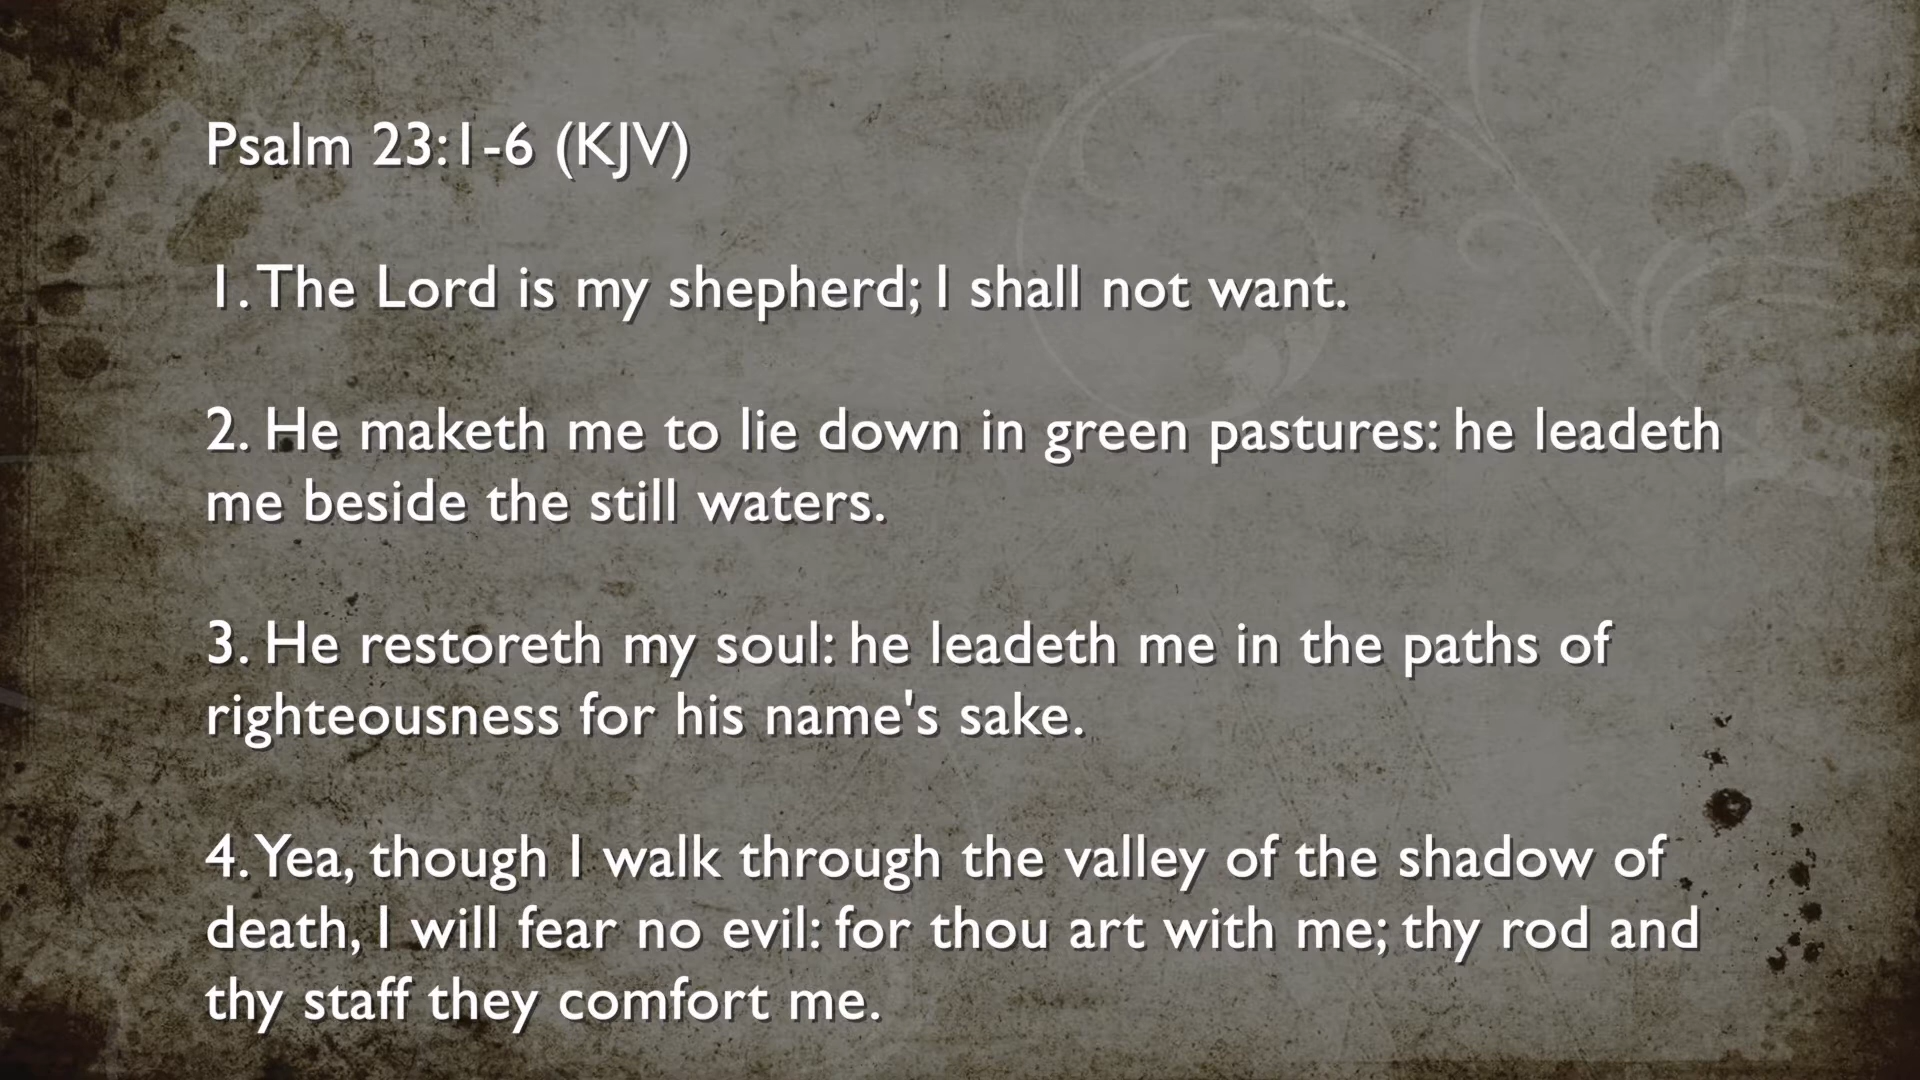 Psalm 23:1-6 (KJV)
1. The Lord is my shepherd; I shall not want.
2. He maketh me to lie down in green pastures: he leadeth
me beside the still waters.
3. He restoreth my soul: he leadeth me in the paths of
righteousness for his name's sake.
4. Yea, though I walk through the valley of the shadow of
death, I will fear no evil: for thou art with me; thy rod and
thy staff they comfort me.